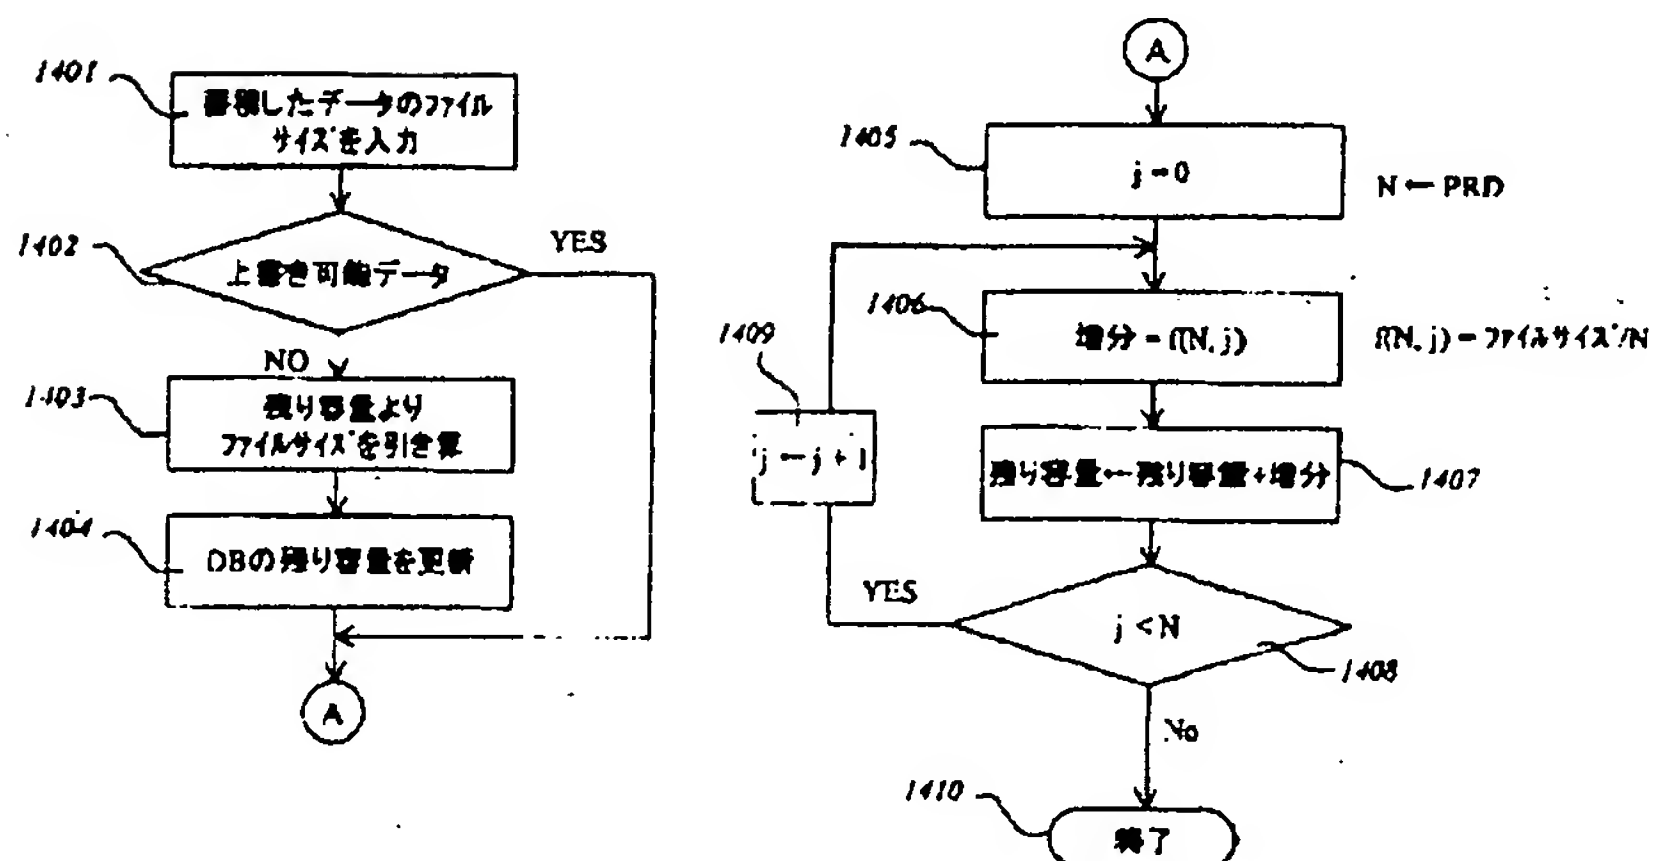 1401
蓄積したデータのファイル
サイズを入力
1402
上書き可能データ
YES
NO
1403
残り容量より
ファイルサイズを引き算
1404
DBの残り容量を更新
A
A
1405
j=0
N ← PRD
1406
増分 = f(N, j)
f(N, j) = ファイルサイズ/N
1409
j ← j + 1
残り容量←残り容量+増分
1407
YES
j < N
1408
No
1410
終了